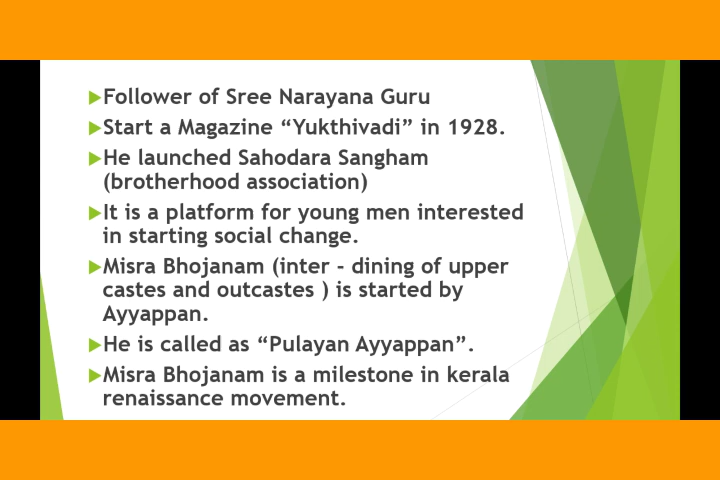 Follower of Sree Narayana Guru
Start a Magazine “Yukthivadi” in 1928.
He launched Sahodara Sangham
(brotherhood association)
It is a platform for young men interested
in starting social change.
Misra Bhojanam (inter - dining of upper
castes and outcastes ) is started by
Ayyappan.
He is called as “Pulayan Ayyappan”.
Misra Bhojanam is a milestone in kerala
renaissance movement.